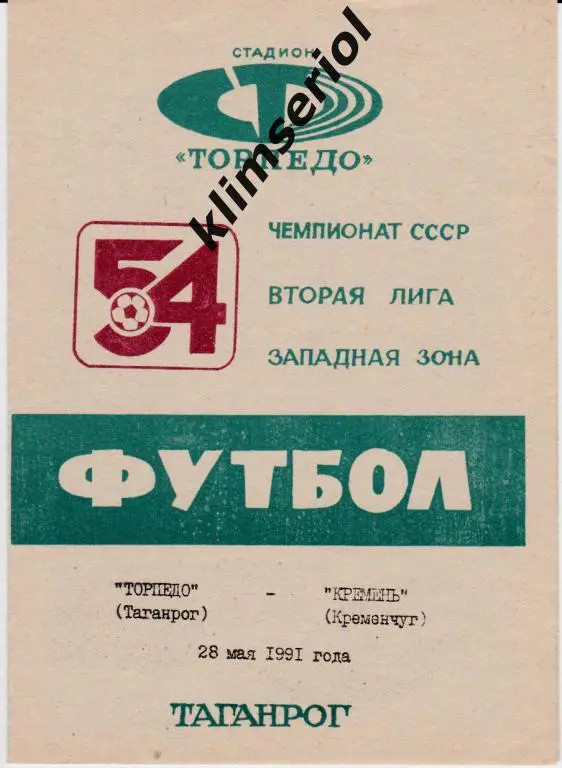 СТАДИОН
«ТОРПЕДО»
klimseriol
54
ЧЕМПИОНАТ СССР
ВТОРАЯ ЛИГА
ЗАПАДНАЯ ЗОНА
ФУТБОЛ
"ТОРПЕДО" - "КРЕМЕНЬ"
(Таганрог) (Кременчуг)
28 мая 1991 года
ТАГАНРОГ